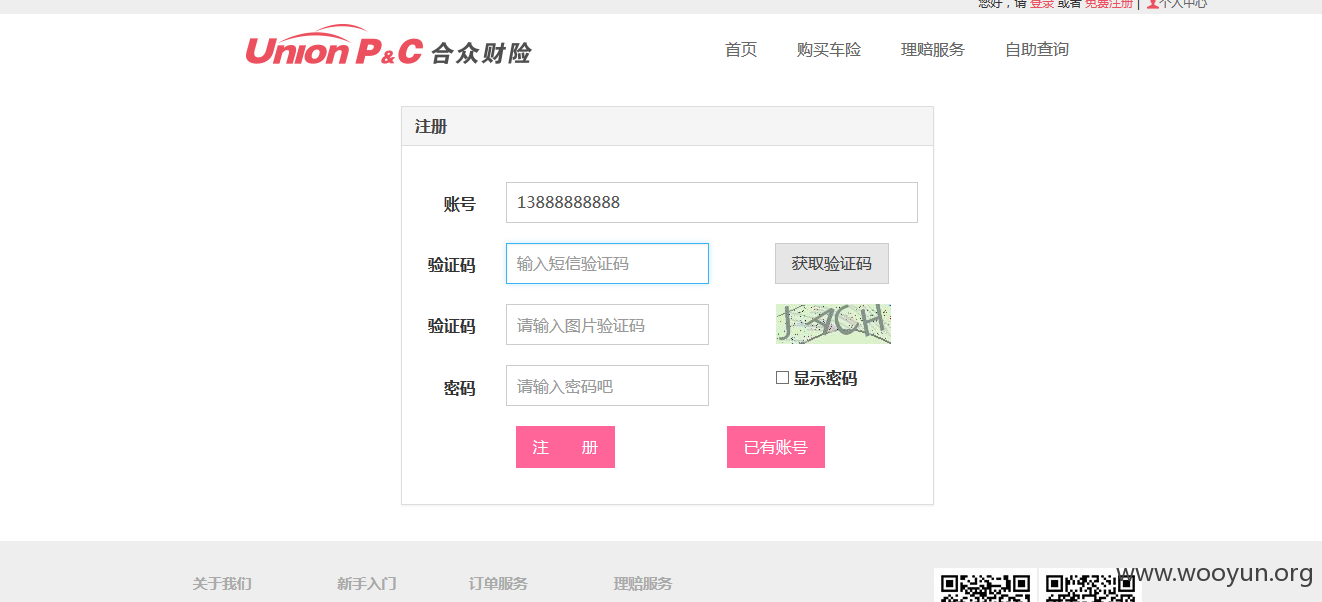 您好，请 登录 或者 免费注册 | 个人中心
Union P&C 合众财险
首页 购买车险 理赔服务 自助查询
注册
账号 13888888888
验证码 输入短信验证码 获取验证码
验证码 请输入图片验证码 JACH
密码 请输入密码吧 显示密码
注 册 已有账号
关于我们 新手入门 订单服务 理赔服务
www.wooyun.org